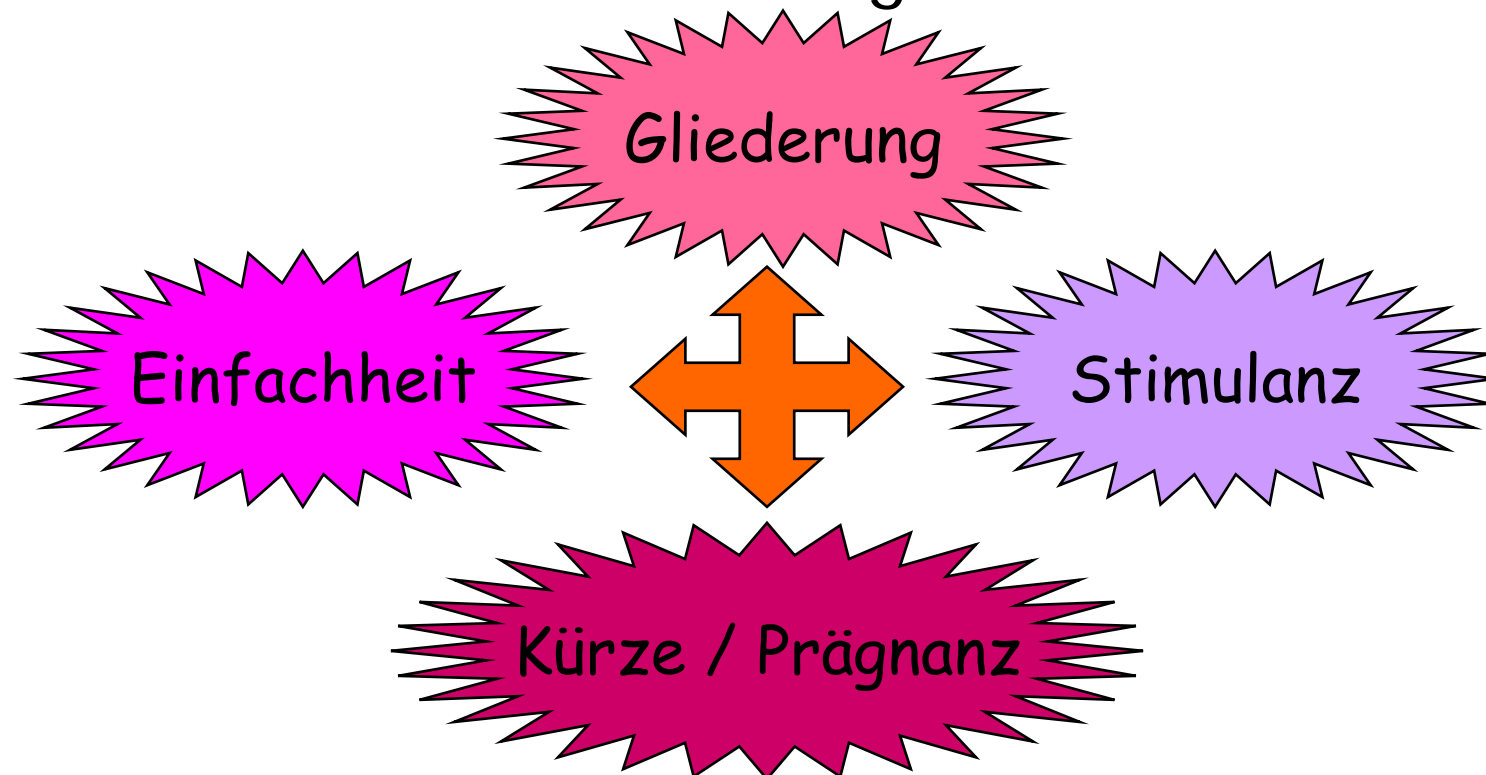 Gliederung
Einfachheit
Stimulanz
Kürze / Prägnanz